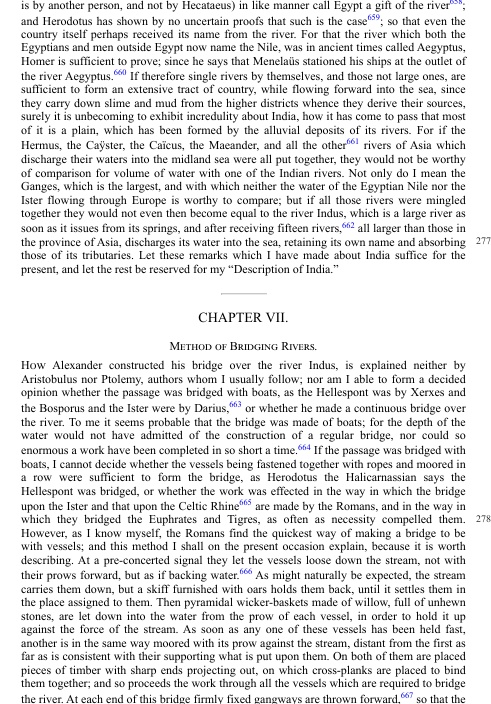 is by another person, and not by Hecataeus) in like manner call Egypt a gift of the river658;
and Herodotus has shown by no uncertain proofs that such is the case659; so that even the
country itself perhaps received its name from the river. For that the river which both the
Egyptians and men outside Egypt now name the Nile, was in ancient times called Aegyptus,
Homer is sufficient to prove; since he says that Menelaüs stationed his ships at the outlet of
the river Aegyptus.660 If therefore single rivers by themselves, and those not large ones, are
sufficient to form an extensive tract of country, while flowing forward into the sea, since
they carry down slime and mud from the higher districts whence they derive their sources,
surely it is unbecoming to exhibit incredulity about India, how it has come to pass that most
of it is a plain, which has been formed by the alluvial deposits of its rivers. For if the
Hermus, the Caÿster, the Caïcus, the Maeander, and all the other661 rivers of Asia which
discharge their waters into the midland sea were all put together, they would not be worthy
of comparison for volume of water with one of the Indian rivers. Not only do I mean the
Ganges, which is the largest, and with which neither the water of the Egyptian Nile nor the
Ister flowing through Europe is worthy to compare; but if all those rivers were mingled
together they would not even then become equal to the river Indus, which is a large river as
soon as it issues from its springs, and after receiving fifteen rivers,662 all larger than those in
the province of Asia, discharges its water into the sea, retaining its own name and absorbing 277
those of its tributaries. Let these remarks which I have made about India suffice for the
present, and let the rest be reserved for my “Description of India.”
CHAPTER VII.
METHOD OF BRIDGING RIVERS.
HOW Alexander constructed his bridge over the river Indus, is explained neither by
Aristobulus nor Ptolemy, authors whom I usually follow; nor am I able to form a decided
opinion whether the passage was bridged with boats, as the Hellespont was by Xerxes and
the Bosporus and the Ister were by Darius,663 or whether he made a continuous bridge over
the river. To me it seems probable that the bridge was made of boats; for the depth of the
water would not have admitted of the construction of a regular bridge, nor could so
enormous a work have been completed in so short a time.664 If the passage was bridged with
boats, I cannot decide whether the vessels being fastened together with ropes and moored in
a row were sufficient to form the bridge, as Herodotus the Halicarnassian says the
Hellespont was bridged, or whether the work was effected in the way in which the bridge
upon the Ister and that upon the Celtic Rhine665 are made by the Romans, and in the way in
which they bridged the Euphrates and Tigres, as often as necessity compelled them. 278
However, as I know myself, the Romans find the quickest way of making a bridge to be
with vessels; and this method I shall on the present occasion explain, because it is worth
describing. At a pre-concerted signal they let the vessels loose down the stream, not with
their prows forward, but as if backing water.666 As might naturally be expected, the stream
carries them down, but a skiff furnished with oars holds them back, until it settles them in
the place assigned to them. Then pyramidal wicker-baskets made of willow, full of unhewn
stones, are let down into the water from the prow of each vessel, in order to hold it up
against the force of the stream. As soon as any one of these vessels has been held fast,
another is in the same way moored with its prow against the stream, distant from the first as
far as is consistent with their supporting what is put upon them. On both of them are placed
pieces of timber with sharp ends projecting out, on which cross-planks are placed to bind
them together; and so proceeds the work through all the vessels which are required to bridge
the river. At each end of this bridge firmly fixed gangways are thrown forward,667 so that the